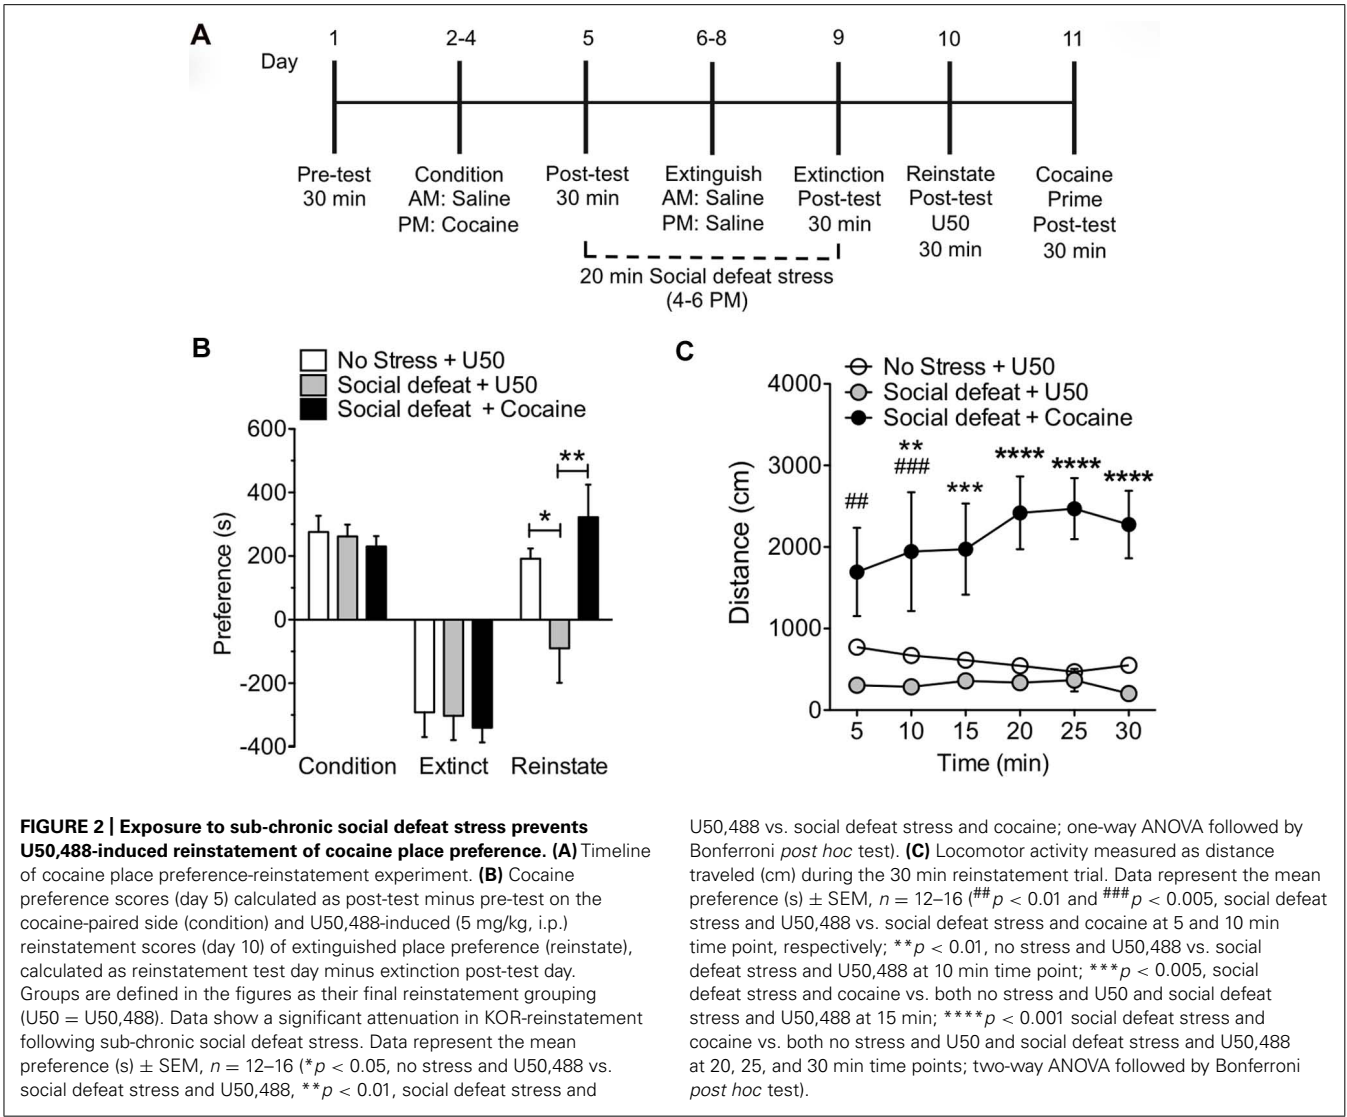 A
Day
1
2-4
5
6-8
9
10
11
Pre-test
30 min
Condition
AM: Saline
PM: Cocaine
Post-test
30 min
Extinguish
AM: Saline
PM: Saline
Extinction
Post-test
30 min
Reinstate
Post-test
U50
30 min
Cocaine
Prime
Post-test
30 min
20 min Social defeat stress
(4-6 PM)
B
No Stress + U50
Social defeat + U50
Social defeat + Cocaine
Preference (s)
600
400
200
0
-200
-400
*
**
Condition
Extinct
Reinstate
C
No Stress + U50
Social defeat + U50
Social defeat + Cocaine
Distance (cm)
4000
3000
2000
1000
0
##
**
###
***
****
****
****
5
10
15
20
25
30
Time (min)
FIGURE 2 | Exposure to sub-chronic social defeat stress prevents
U50,488-induced reinstatement of cocaine place preference. (A) Timeline
of cocaine place preference-reinstatement experiment. (B) Cocaine
preference scores (day 5) calculated as post-test minus pre-test on the
cocaine-paired side (condition) and U50,488-induced (5 mg/kg, i.p.)
reinstatement scores (day 10) of extinguished place preference (reinstate),
calculated as reinstatement test day minus extinction post-test day.
Groups are defined in the figures as their final reinstatement grouping
(U50 = U50,488). Data show a significant attenuation in KOR-reinstatement
following sub-chronic social defeat stress. Data represent the mean
preference (s) ± SEM, n = 12–16 (*p < 0.05, no stress and U50,488 vs.
social defeat stress and U50,488, **p < 0.01, social defeat stress and
U50,488 vs. social defeat stress and cocaine; one-way ANOVA followed by
Bonferroni post hoc test). (C) Locomotor activity measured as distance
traveled (cm) during the 30 min reinstatement trial. Data represent the mean
preference (s) ± SEM, n = 12–16 (##p < 0.01 and ###p < 0.005, social defeat
stress and U50,488 vs. social defeat stress and cocaine at 5 and 10 min
time point, respectively; **p < 0.01, no stress and U50,488 vs. social
defeat stress and U50,488 at 10 min time point; ***p < 0.005, social
defeat stress and cocaine vs. both no stress and U50 and social defeat
stress and U50,488 at 15 min; ****p < 0.001 social defeat stress and
cocaine vs. both no stress and U50 and social defeat stress and U50,488
at 20, 25, and 30 min time points; two-way ANOVA followed by Bonferroni
post hoc test).